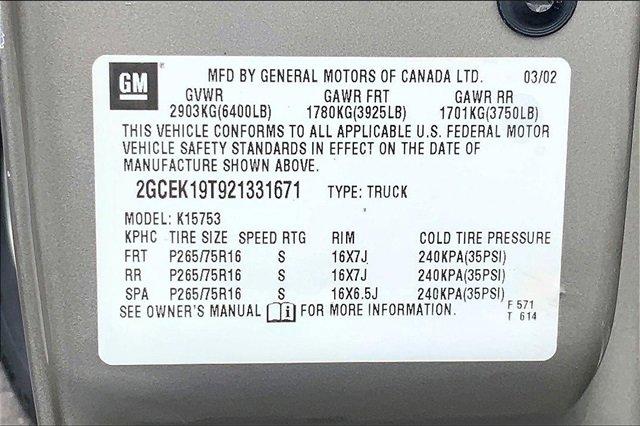 GM
MFD BY GENERAL MOTORS OF CANADA LTD. 03/02
GVWR GAWR FRT GAWR RR
2903KG(6400LB) 1780KG(3925LB) 1701KG(3750LB)
THIS VEHICLE CONFORMS TO ALL APPLICABLE U.S. FEDERAL MOTOR
VEHICLE SAFETY STANDARDS IN EFFECT ON THE DATE OF
MANUFACTURE SHOWN ABOVE.
2GCEK19T921331671 TYPE: TRUCK
MODEL: K15753
KPHC TIRE SIZE SPEED RTG RIM COLD TIRE PRESSURE
FRT P265/75R16 S 16X7J 240KPA(35PSI)
RR P265/75R16 S 16X7J 240KPA(35PSI)
SPA P265/75R16 S 16X6.5J 240KPA(35PSI)
SEE OWNER'S MANUAL FOR MORE INFORMATION.
F 571
T 614